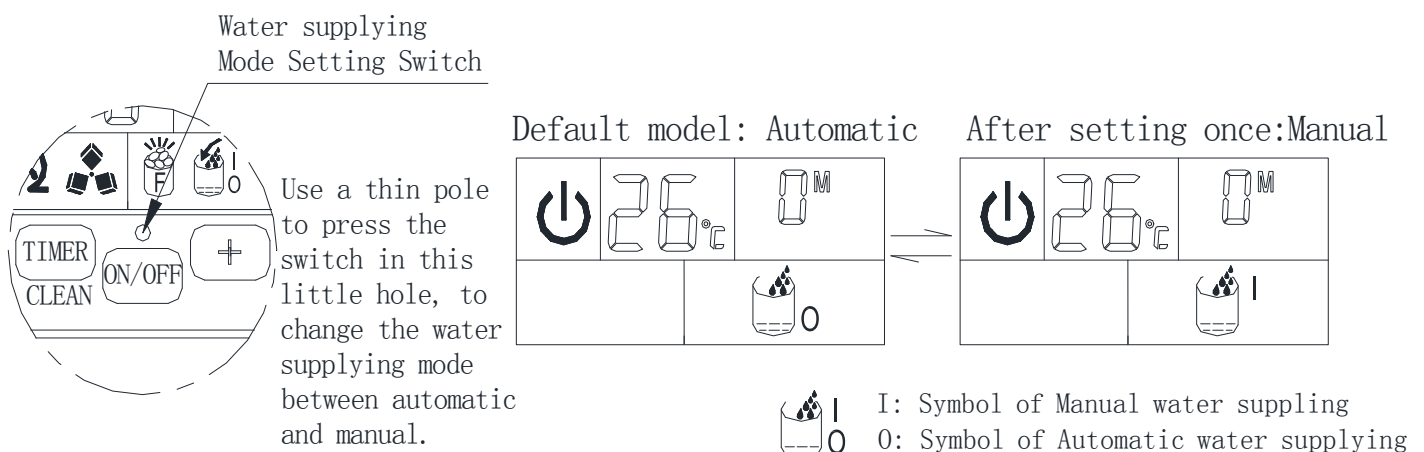 Water supplying
Mode Setting Switch
F
I
O
TIMER
ON/OFF
+
CLEAN
Use a thin pole
to press the
switch in this
little hole, to
change the water
supplying mode
between automatic
and manual.
Default model: Automatic
26°C
0M
O
After setting once:Manual
26°C
0M
I
I
O
I: Symbol of Manual water suppling
O: Symbol of Automatic water supplying